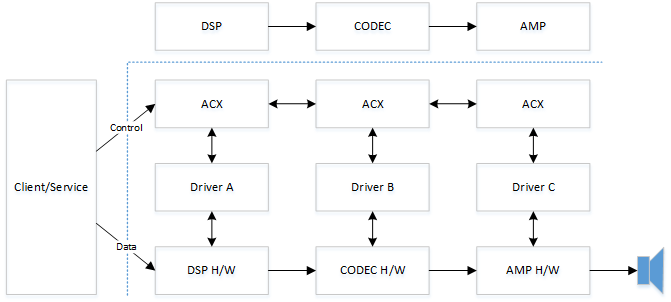 DSP
CODEC
AMP
ACX
ACX
ACX
Control
Client/Service
Driver A
Driver B
Driver C
Data
DSP H/W
CODEC H/W
AMP H/W